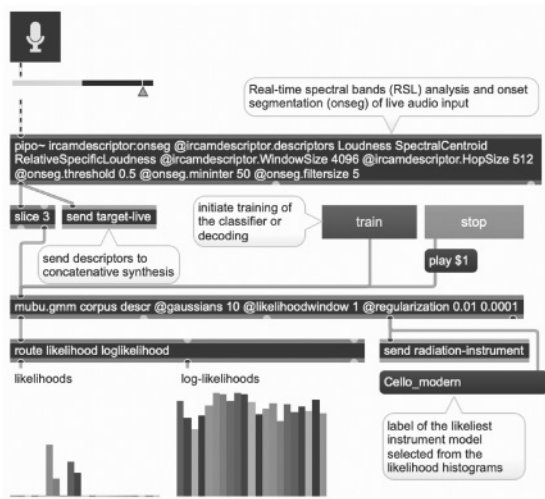 Real-time spectral bands (RSL) analysis and onset
segmentation (onseg) of live audio input
pipo~ ircamdescriptor:onseg @ircamdescriptor.descriptors Loudness SpectralCentroid
RelativeSpecificLoudness @ircamdescriptor.WindowSize 4096 @ircamdescriptor.HopSize 512
@onseg.threshold 0.5 @onseg.mininter 50 @onseg.filtersize 5
slice 3
send target-live
send descriptors to
concatenative synthesis
initiate training of
the classifier or
decoding
train
stop
play $1
mubu.gmm corpus descr @gaussians 10 @likelihoodwindow 1 @regularization 0.01 0.0001
route likelihood loglikelihood
send radiation-instrument
likelihoods
log-likelihoods
Cello_modern
label of the likeliest
instrument model
selected from the
likelihood histograms